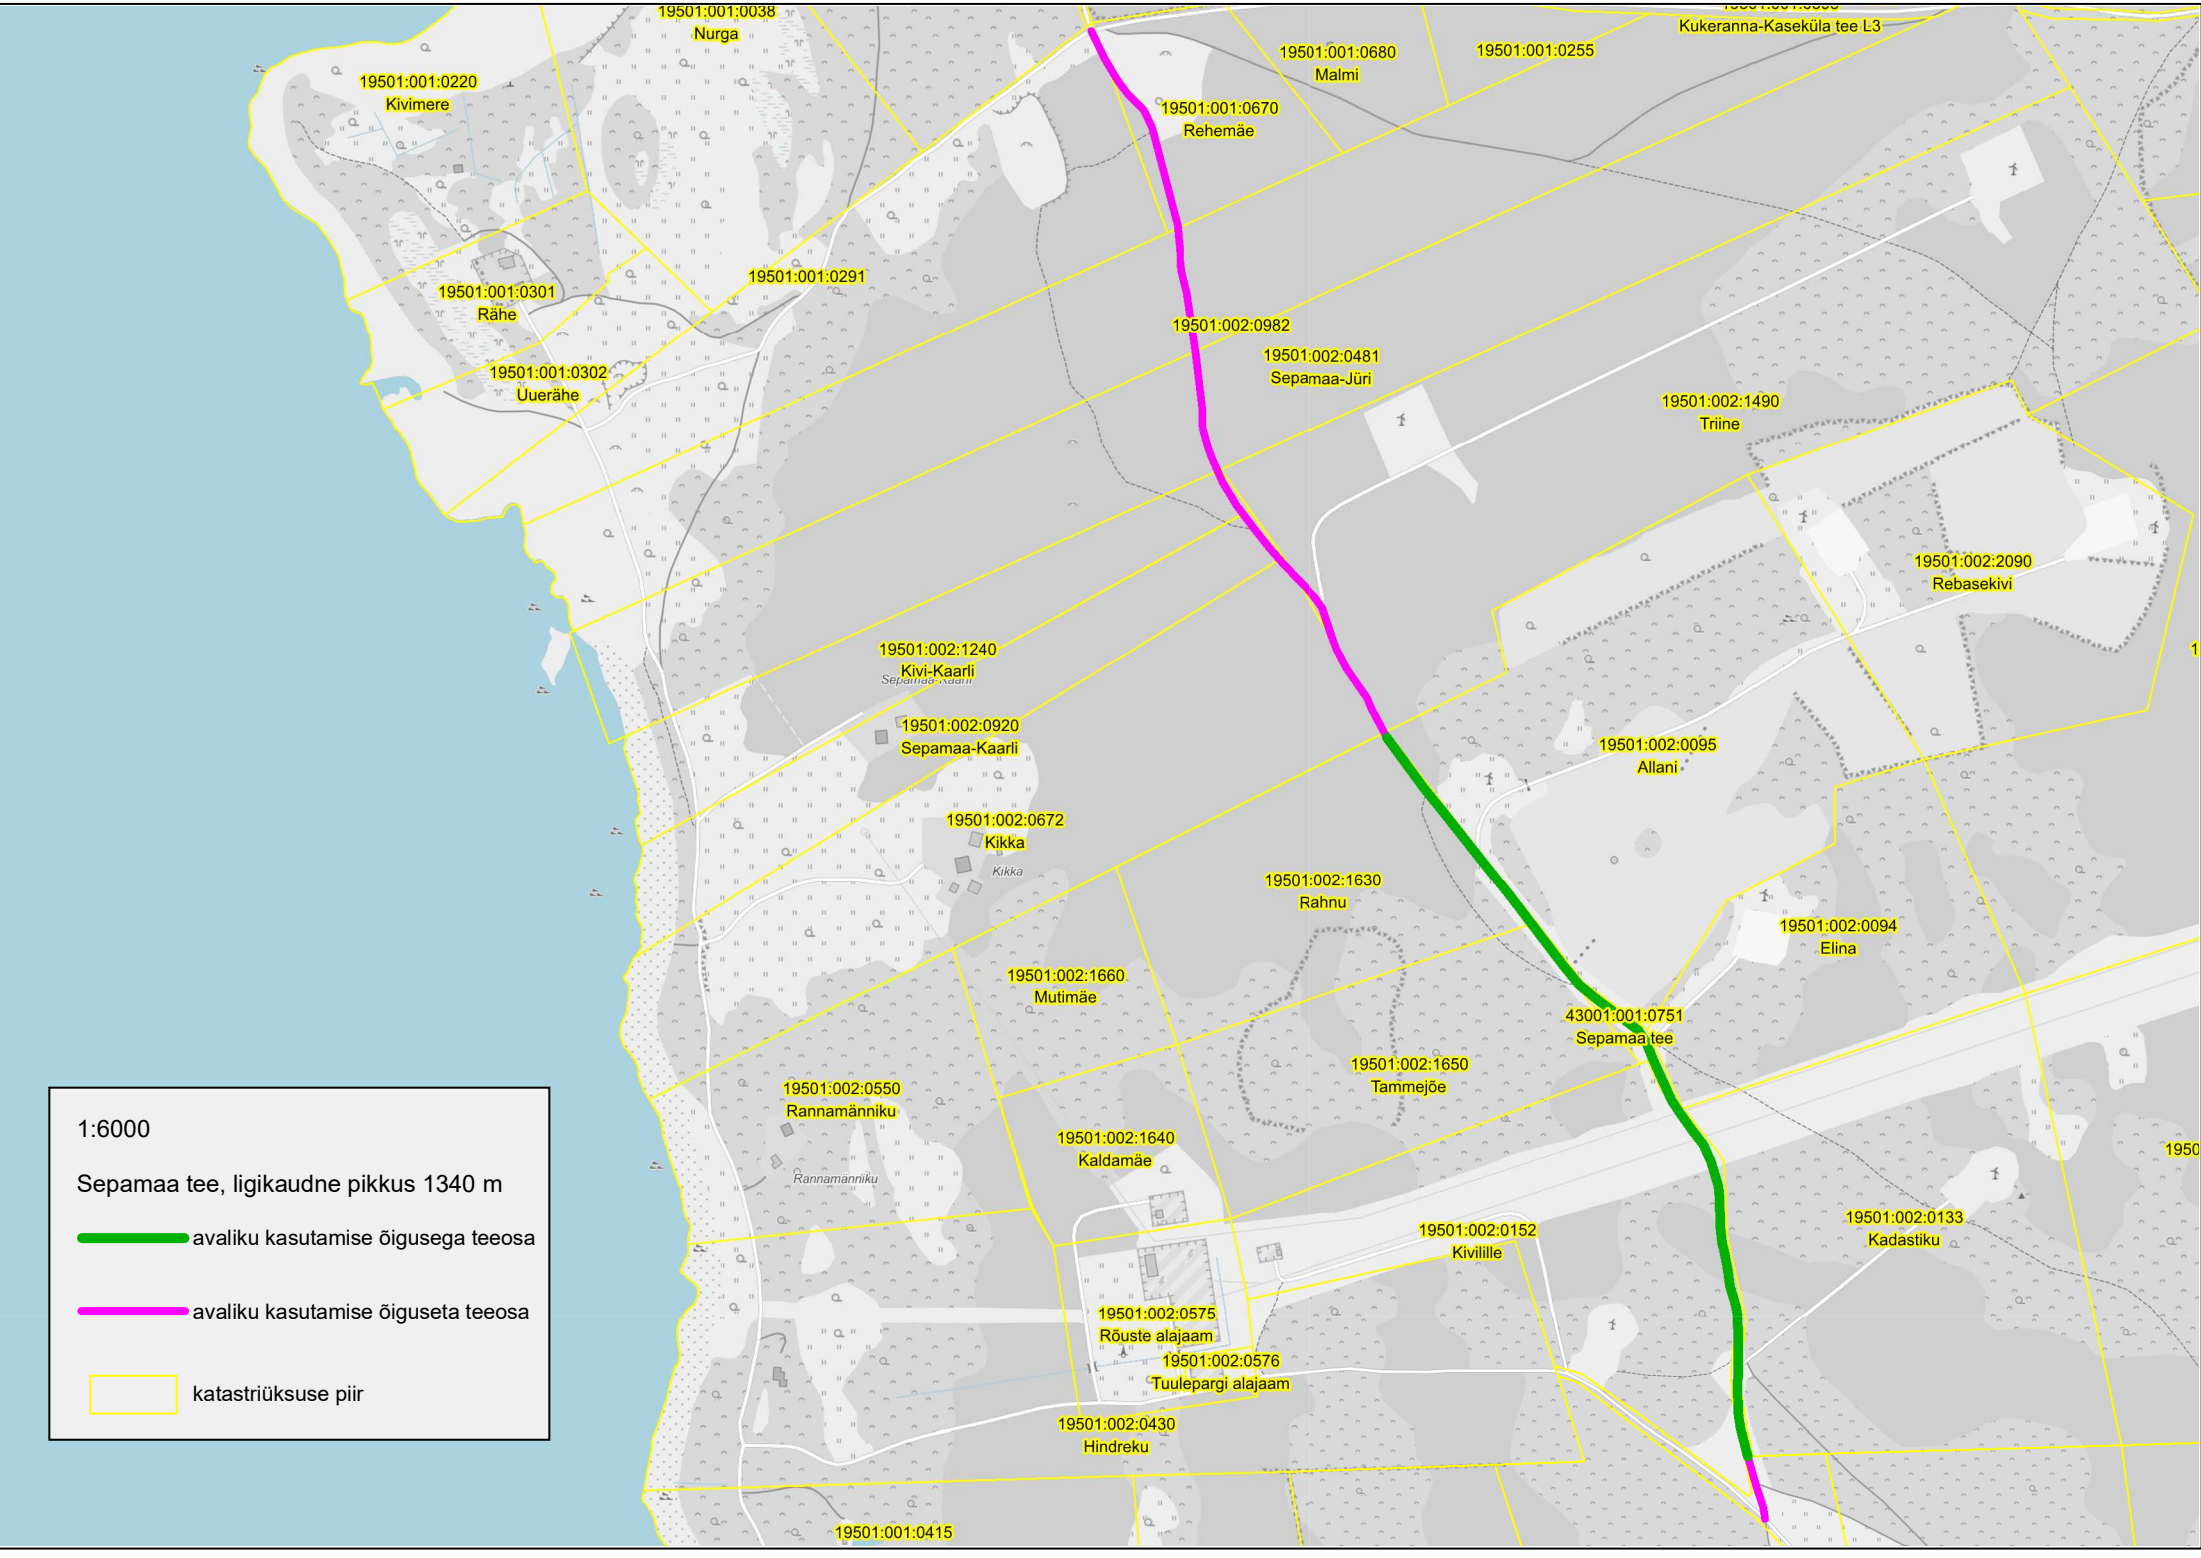 19501:001:0038
Nurga
Kukeranna-Kaseküla tee L3
19501:001:0680
Malmi
19501:001:0255
19501:001:0220
Kivimere
19501:001:0670
Rehemäe
19501:001:0291
19501:001:0301
Rähe
19501:002:0982
19501:002:0481
Sepamaa-Jüri
19501:001:0302
Uuerähe
19501:002:1490
Triine
19501:002:2090
Rebasekivi
19501:002:1240
Kivi-Kaarli
Sepamaa-Kaarli
19501:002:0920
Sepamaa-Kaarli
19501:002:0095
Allani
19501:002:0672
Kikka
Kikka
19501:002:1630
Rahnu
19501:002:0094
Elina
19501:002:1660
Mutimäe
43001:001:0751
Sepamaa tee
19501:002:1650
Tammejõe
19501:002:0550
Rannamänniku
Rannamänniku
19501:002:1640
Kaldamäe
1950
19501:002:0133
Kadastiku
19501:002:0152
Kivilille
19501:002:0575
Rõuste alajaam
19501:002:0576
Tuulepargi alajaam
19501:002:0430
Hindreku
19501:001:0415
1:6000
Sepamaa tee, ligikaudne pikkus 1340 m
avaliku kasutamise õigusega teeosa
avaliku kasutamise õiguseta teeosa
katastriüksuse piir